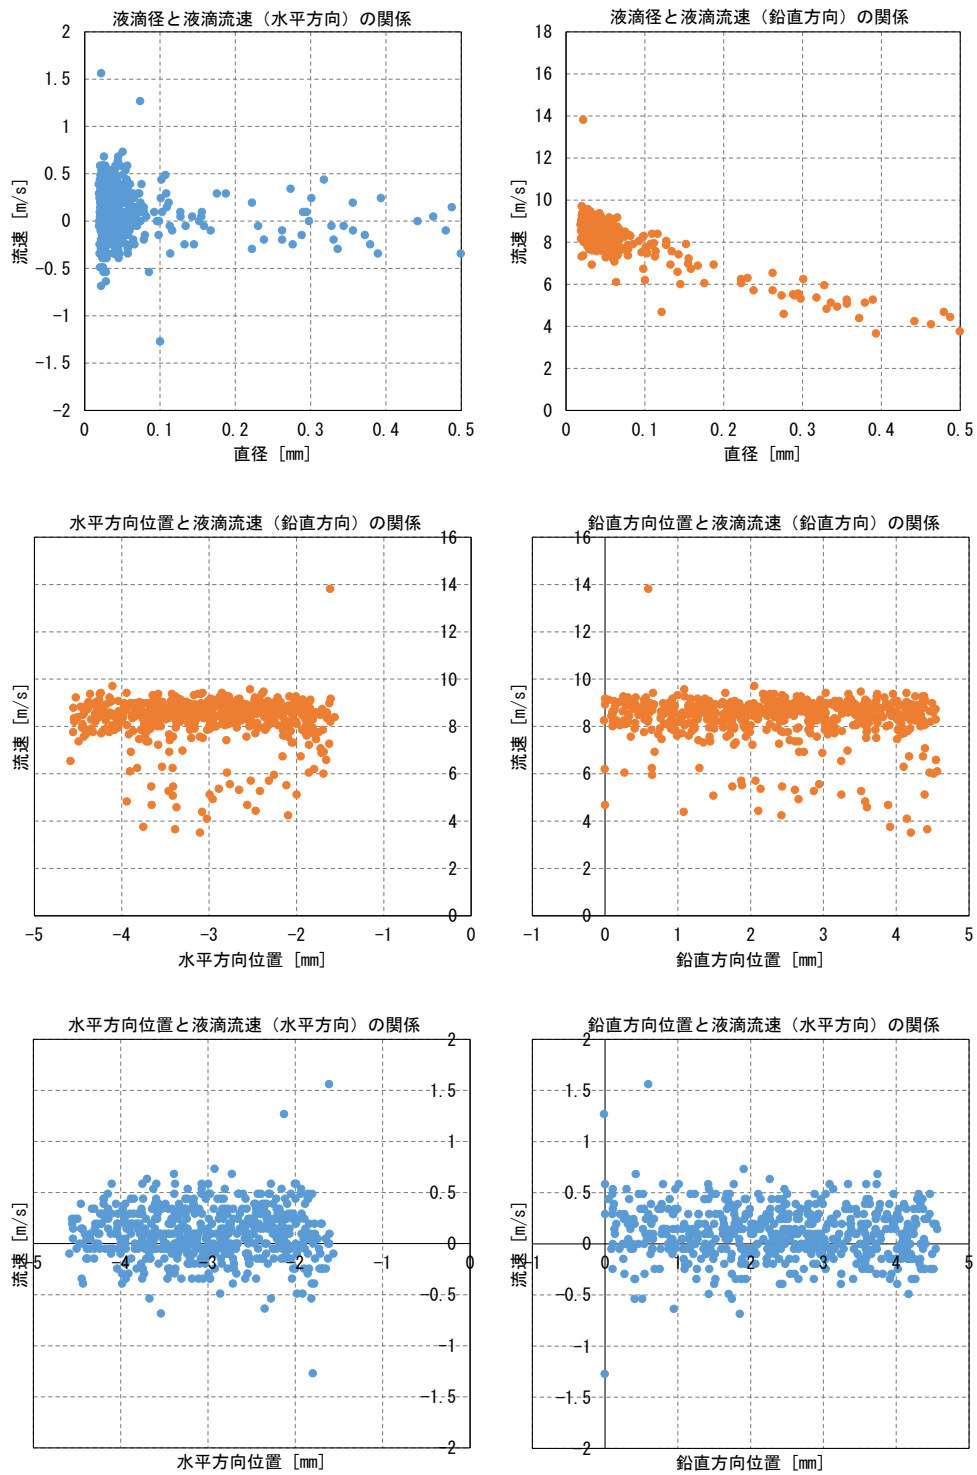 液滴径と液滴流速（水平方向）の関係
2
1.5
1
0.5
0
-0.5
-1
-1.5
-2
流速 [m/s]
0 0.1 0.2 0.3 0.4 0.5
直径 [mm]
液滴径と液滴流速（鉛直方向）の関係
18
16
14
12
10
8
6
4
2
0
流速 [m/s]
0 0.1 0.2 0.3 0.4 0.5
直径 [mm]
水平方向位置と液滴流速（鉛直方向）の関係
16
14
12
10
8
6
4
2
0
流速 [m/s]
-5 -4 -3 -2 -1 0
水平方向位置 [mm]
鉛直方向位置と液滴流速（鉛直方向）の関係
16
14
12
10
8
6
4
2
0
流速 [m/s]
-1 0 1 2 3 4 5
鉛直方向位置 [mm]
水平方向位置と液滴流速（水平方向）の関係
2
1.5
1
0.5
0
-0.5
-1
-1.5
-2
流速 [m/s]
-5 -4 -3 -2 -1 0
水平方向位置 [mm]
鉛直方向位置と液滴流速（水平方向）の関係
2
1.5
1
0.5
0
-0.5
-1
-1.5
-2
流速 [m/s]
-1 0 1 2 3 4 5
鉛直方向位置 [mm]